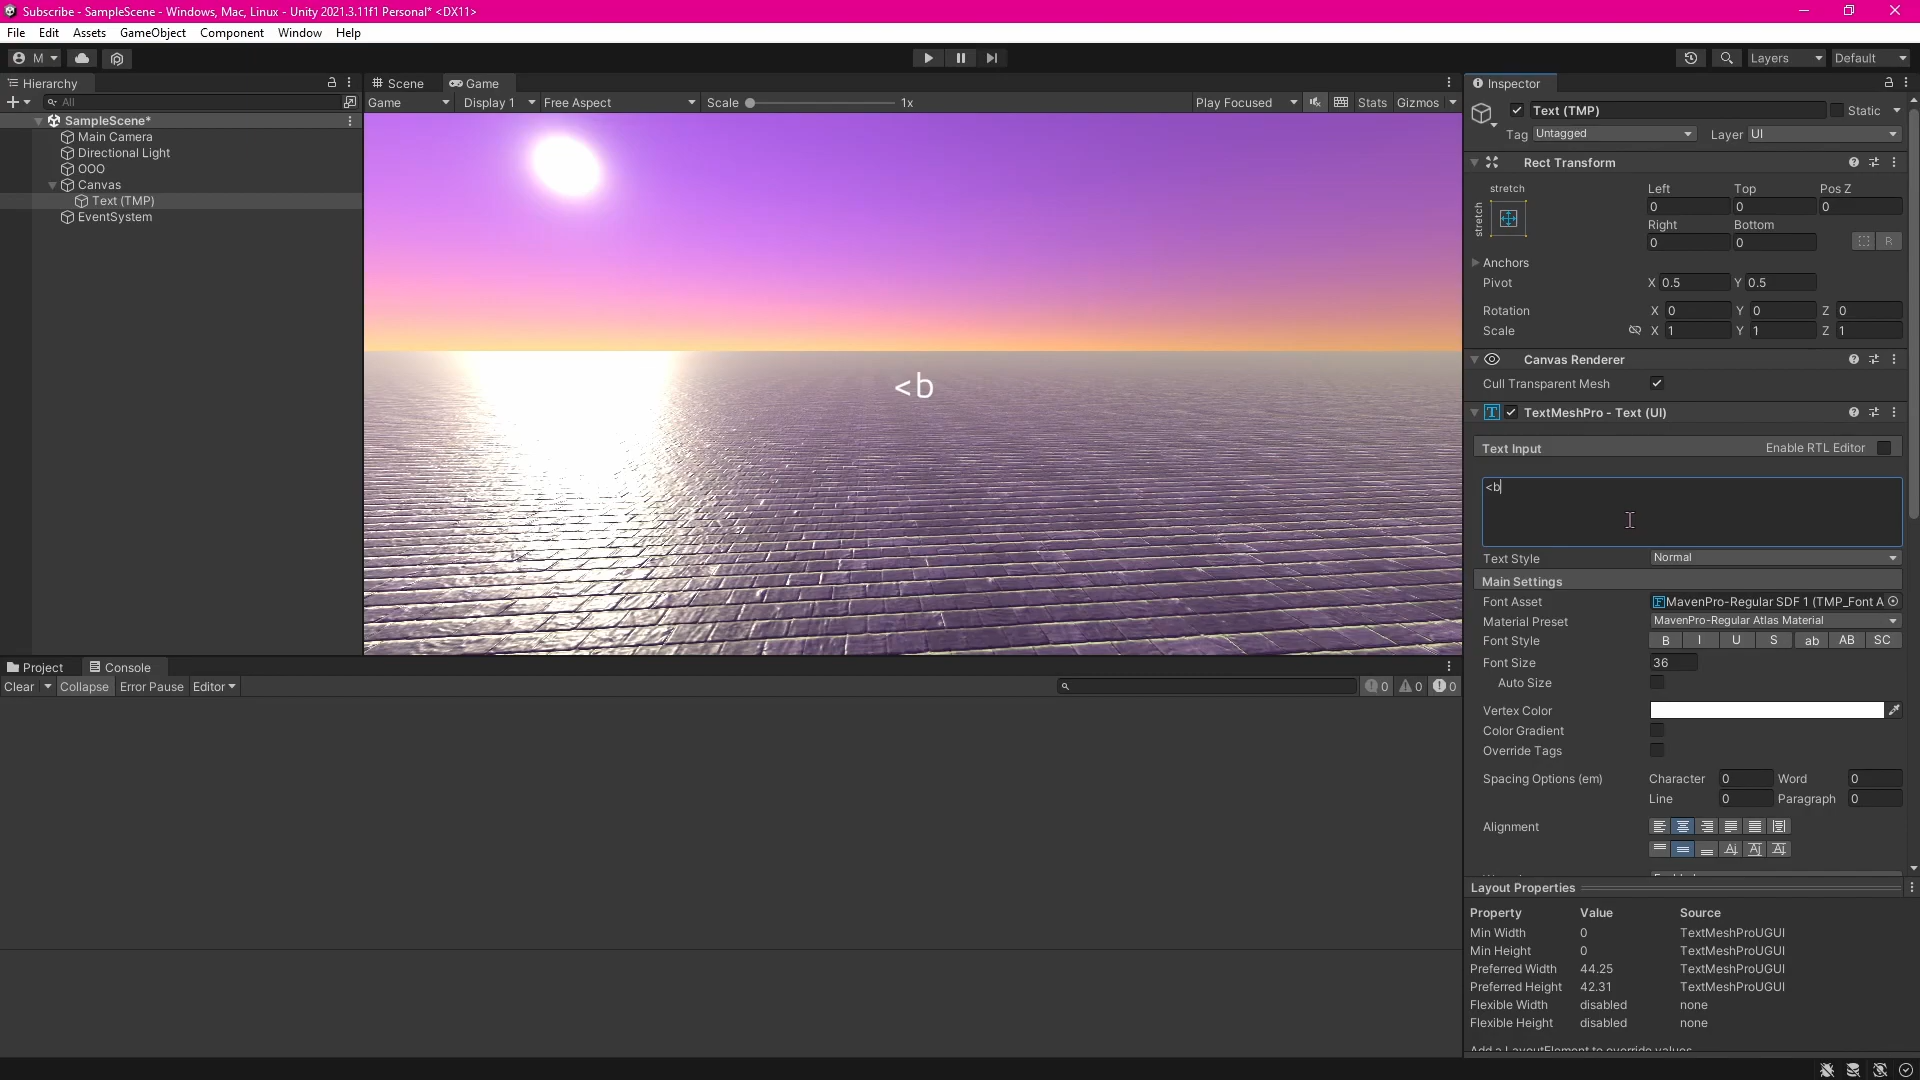 Subscribe - SampleScene - Windows, Mac, Linux - Unity 2021.3.11f1 Personal* <DX11>
File Edit Assets GameObject Component Window Help
M Layers Default
Hierarchy
All
SampleScene*
Main Camera
Directional Light
OOO
Canvas
Text (TMP)
EventSystem
Scene Game
Game Display 1 Free Aspect Scale 1x Play Focused Stats Gizmos
<b
Project Console
Clear Collapse Error Pause Editor 0 0 0
Inspector
Text (TMP) Static
Tag Untagged Layer UI
Rect Transform
stretch Left Top Pos Z
stretch 0 0 0
Right Bottom
0 0 R
Anchors
Pivot X 0.5 Y 0.5
Rotation X 0 Y 0 Z 0
Scale X 1 Y 1 Z 1
Canvas Renderer
Cull Transparent Mesh
TextMeshPro - Text (UI)
Text Input Enable RTL Editor
<b
Text Style Normal
Main Settings
Font Asset MavenPro-Regular SDF 1 (TMP_Font A
Material Preset MavenPro-Regular Atlas Material
Font Style B I U S ab AB SC
Font Size 36
Auto Size
Vertex Color
Color Gradient
Override Tags
Spacing Options (em) Character 0 Word 0
Line 0 Paragraph 0
Alignment
Layout Properties
Property Value Source
Min Width 0 TextMeshProUGUI
Min Height 0 TextMeshProUGUI
Preferred Width 44.25 TextMeshProUGUI
Preferred Height 42.31 TextMeshProUGUI
Flexible Width disabled none
Flexible Height disabled none
Add a LayoutElement to override values